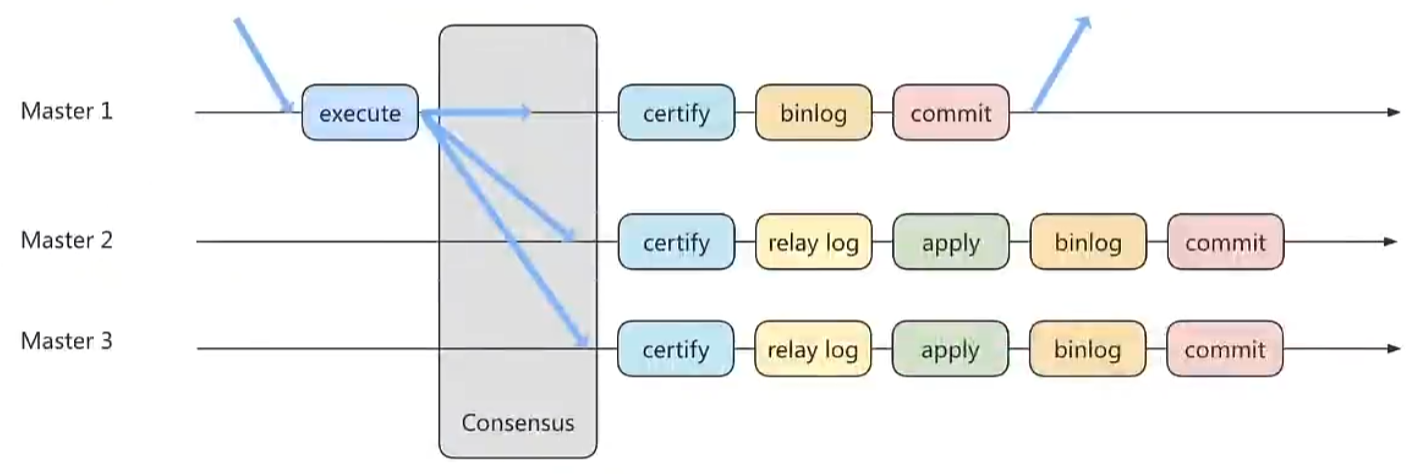 Master 1
execute
certify
binlog
commit
Master 2
certify
relay log
apply
binlog
commit
Master 3
certify
relay log
apply
binlog
commit
Consensus